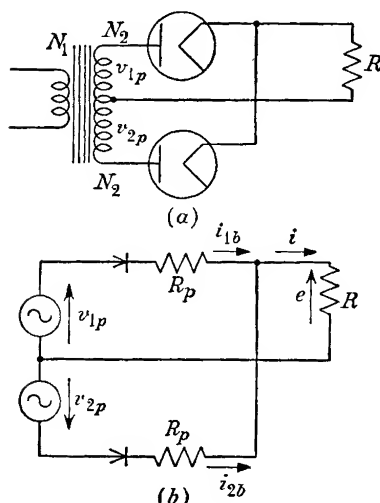 N₁ N₂
v₁ₚ
R
v₂ₚ
N₂
(a)
i₁b i
Rₚ
e R
v₁ₚ
v₂ₚ
Rₚ
i₂b
(b)